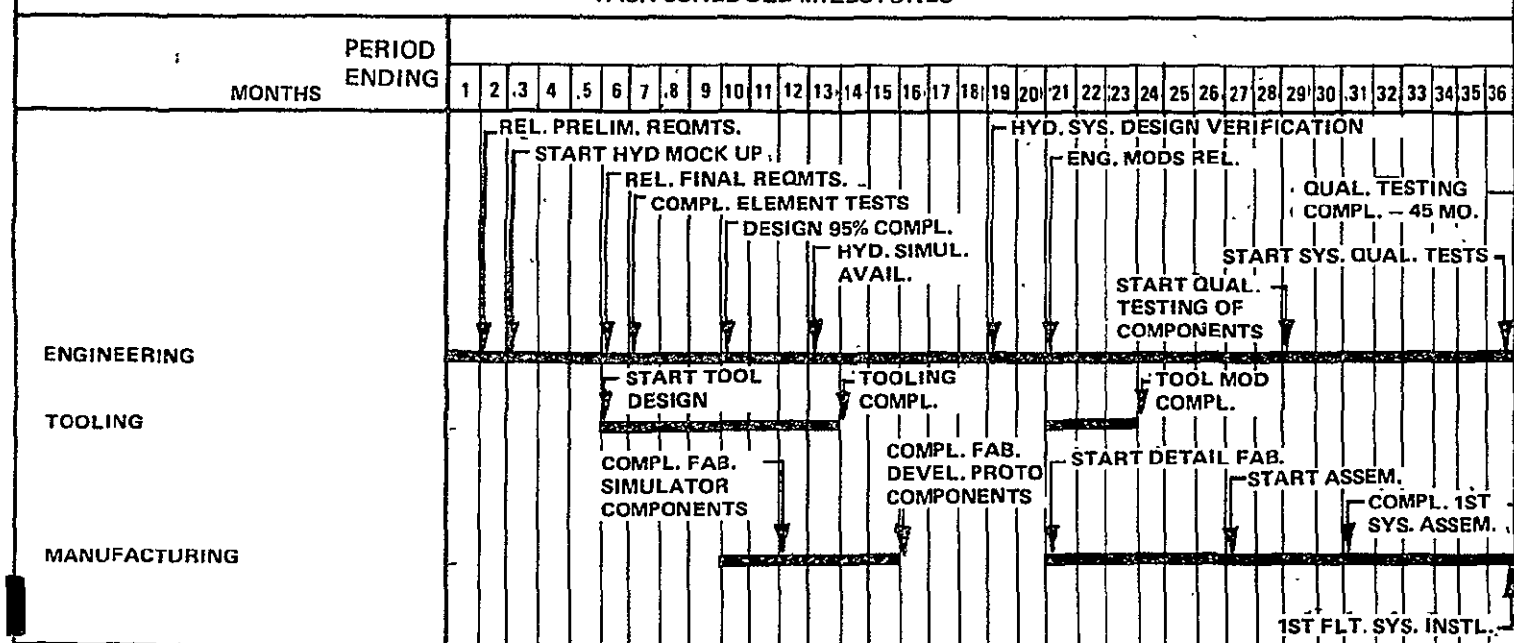 PERIOD
MONTHS ENDING 1 2 3 4 5 6 7 8 9 10 11 12 13 14 15 16 17 18 19 20 21 22 23 24 25 26 27 28 29 30 31 32 33 34 35 36
REL. PRELIM. REQMTS. HYD. SYS. DESIGN VERIFICATION
START HYD MOCK UP ENG. MODS REL.
REL. FINAL REQMTS.
COMPL. ELEMENT TESTS
DESIGN 95% COMPL.
HYD. SIMUL.
AVAIL.
QUAL. TESTING
COMPL. – 45 MO.
START SYS. QUAL. TESTS
START QUAL.
TESTING OF
COMPONENTS
ENGINEERING
START TOOL
DESIGN
TOOLING
COMPL.
TOOL MOD
COMPL.
TOOLING
COMPL. FAB.
SIMULATOR
COMPONENTS
COMPL. FAB.
DEVEL. PROTO
COMPONENTS
START DETAIL FAB.
START ASSEM.
COMPL. 1ST
SYS. ASSEM.
MANUFACTURING
1ST FLT. SYS. INSTL.